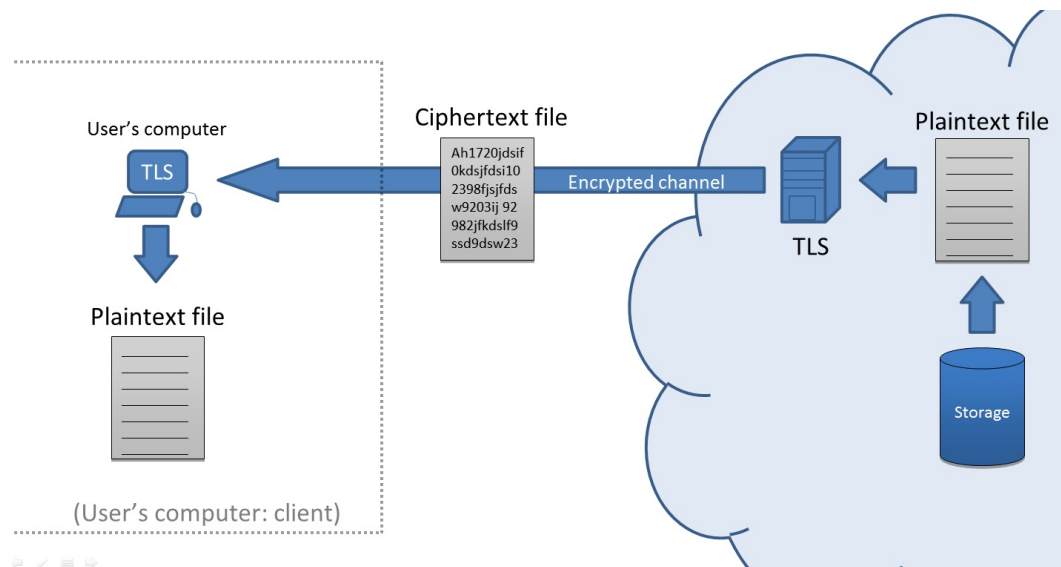 User's computer
TLS
Plaintext file
(User's computer: client)
Ciphertext file
Ah1720jdsif
0kdsjfdsi10
2398fjsjfds
w9203ij 92
982jfkdslf9
ssd9dsw23
Encrypted channel
TLS
Plaintext file
Storage